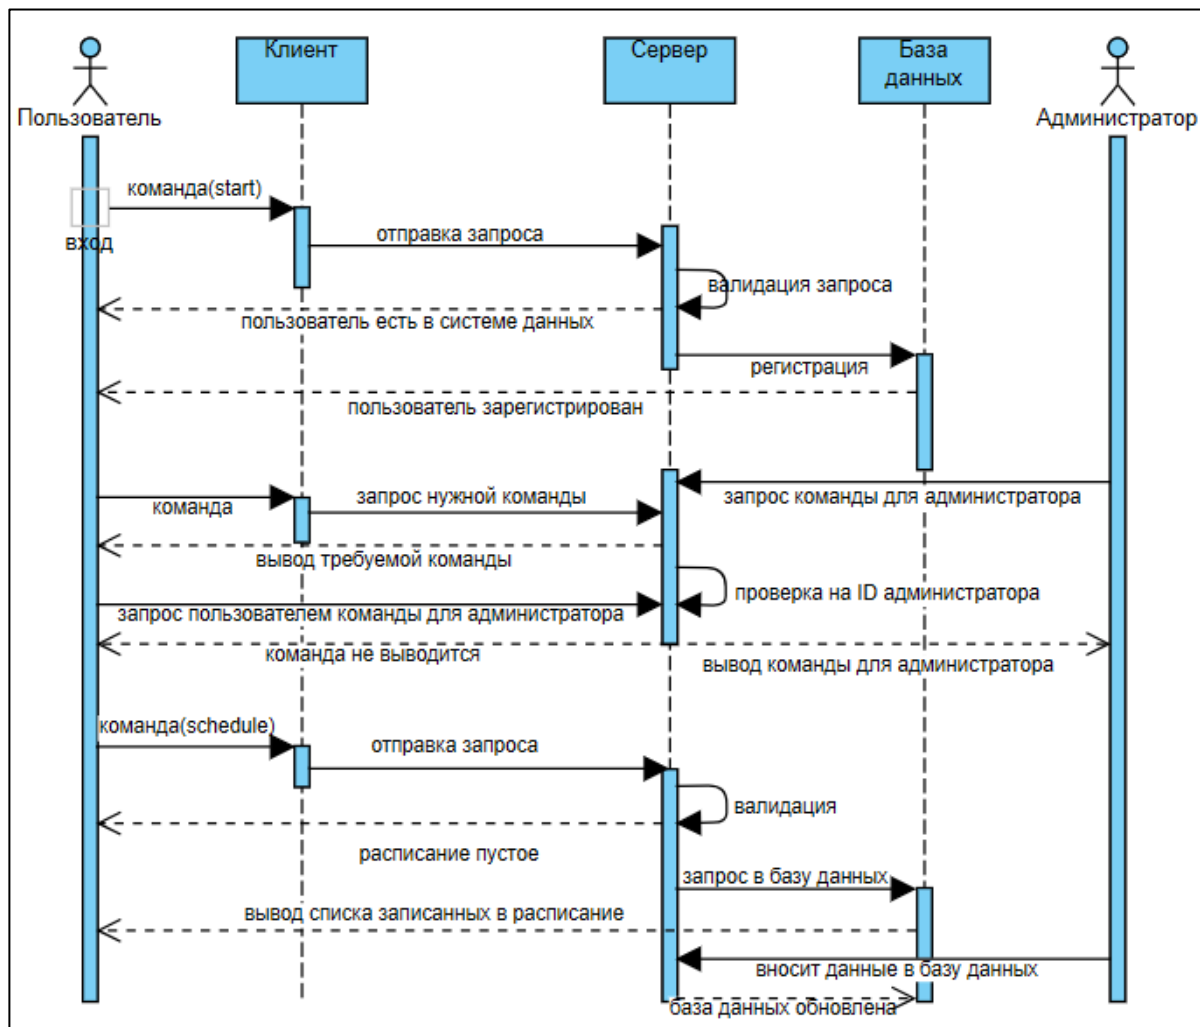 Клиент
Сервер
База
данных
Пользователь
Администратор
команда(start)
вход
отправка запроса
валидация запроса
пользователь есть в системе данных
регистрация
пользователь зарегистрирован
команда
запрос нужной команды
запрос команды для администратора
вывод требуемой команды
проверка на ID администратора
запрос пользователем команды для администратора
команда не выводится
вывод команды для администратора
команда(schedule)
отправка запроса
валидация
расписание пустое
запрос в базу данных
вывод списка записанных в расписание
вносит данные в базу данных
база данных обновлена